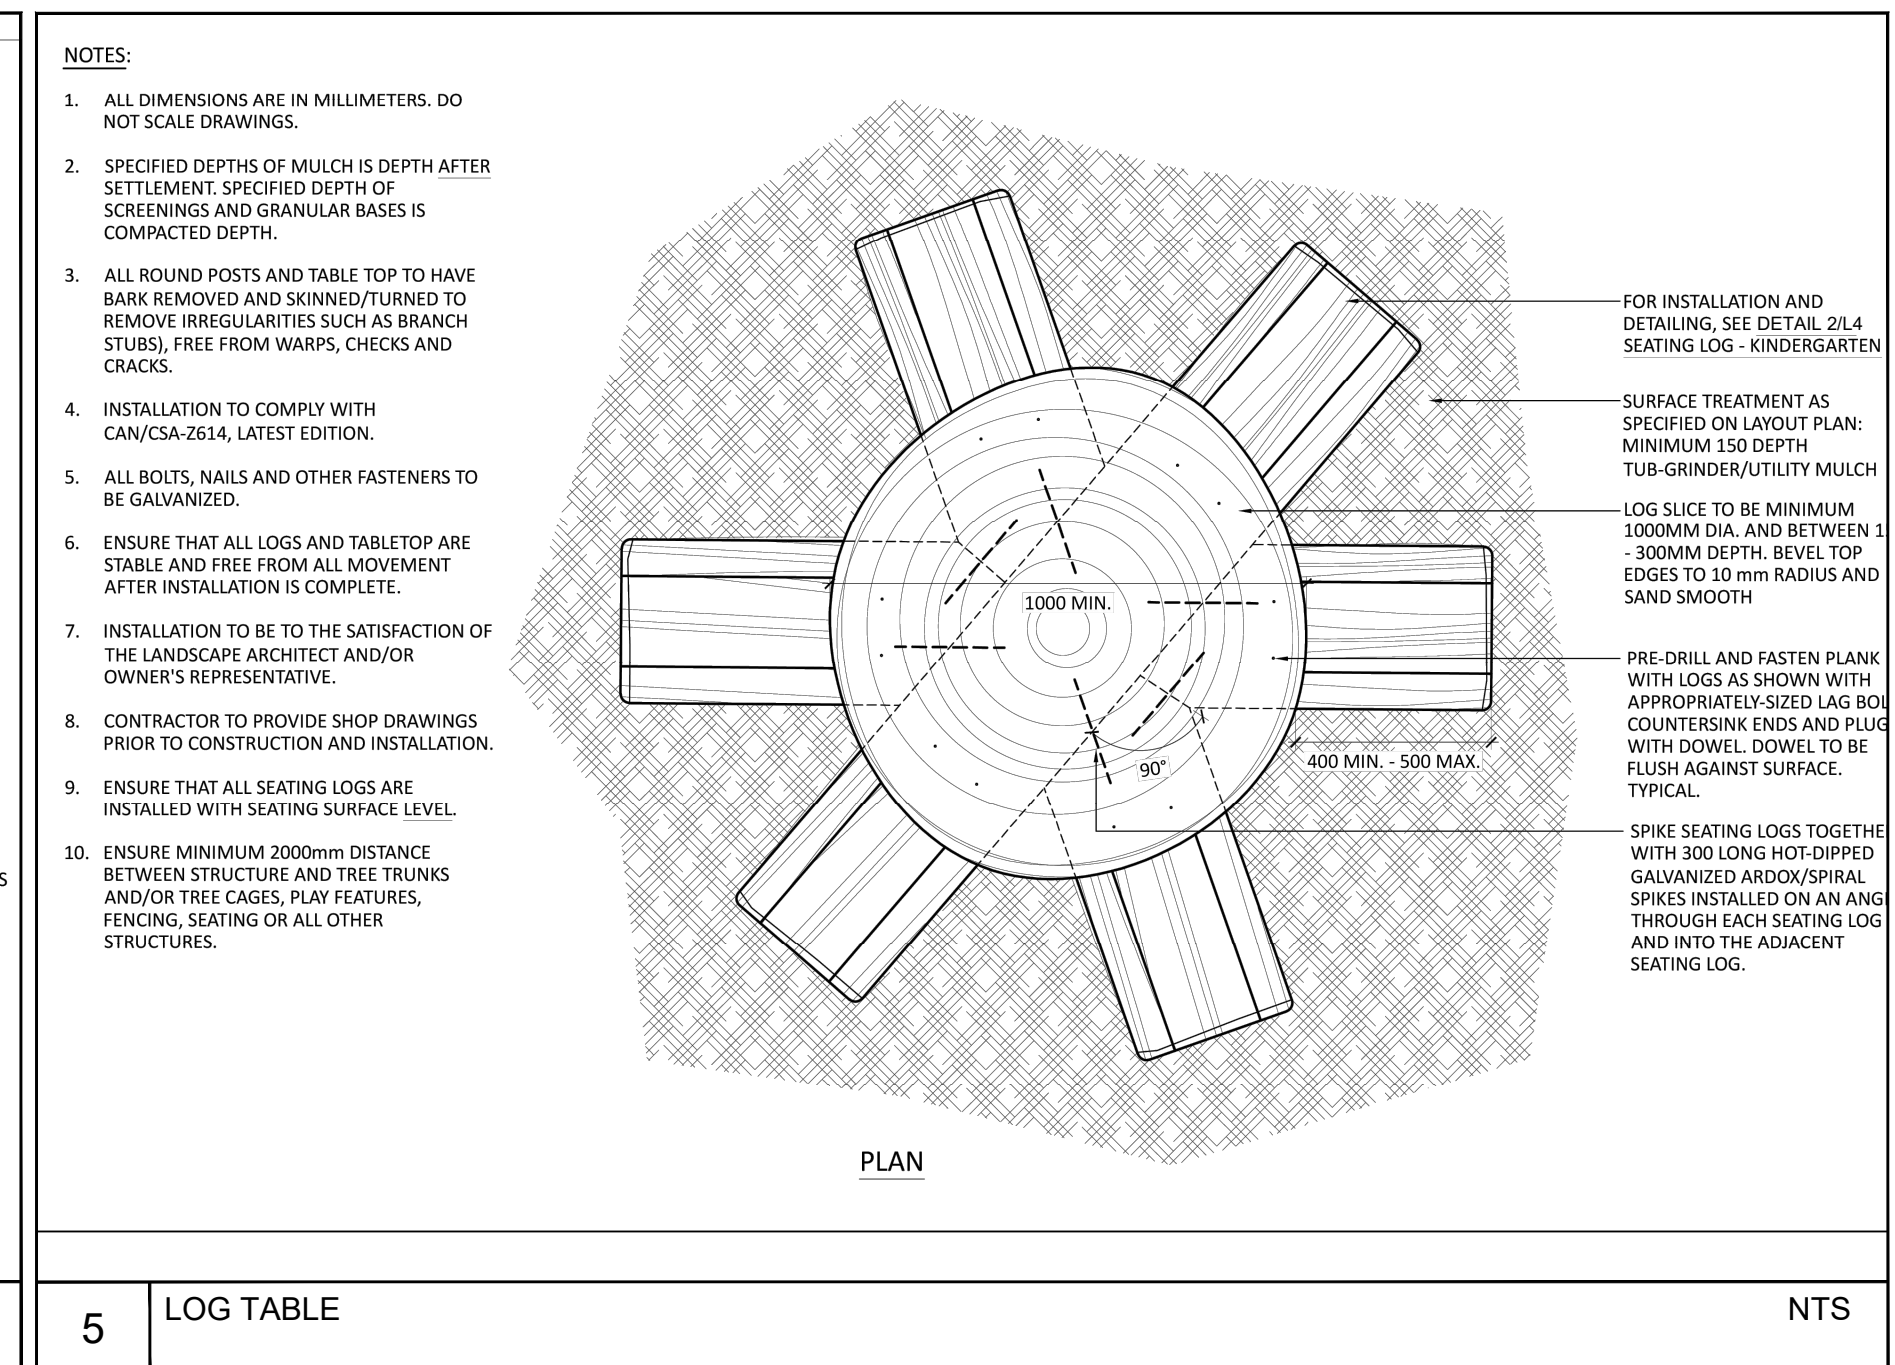 NOTES:
1. ALL DIMENSIONS ARE IN MILLIMETERS. DO
NOT SCALE DRAWINGS.
2. SPECIFIED DEPTHS OF MULCH IS DEPTH AFTER
SETTLEMENT. SPECIFIED DEPTH OF
SCREENINGS AND GRANULAR BASES IS
COMPACTED DEPTH.
3. ALL ROUND POSTS AND TABLE TOP TO HAVE
BARK REMOVED AND SKINNED/TURNED TO
REMOVE IRREGULARITIES SUCH AS BRANCH
STUBS), FREE FROM WARPS, CHECKS AND
CRACKS.
4. INSTALLATION TO COMPLY WITH
CAN/CSA-Z614, LATEST EDITION.
5. ALL BOLTS, NAILS AND OTHER FASTENERS TO
BE GALVANIZED.
6. ENSURE THAT ALL LOGS AND TABLETOP ARE
STABLE AND FREE FROM ALL MOVEMENT
AFTER INSTALLATION IS COMPLETE.
7. INSTALLATION TO BE TO THE SATISFACTION OF
THE LANDSCAPE ARCHITECT AND/OR
OWNER'S REPRESENTATIVE.
8. CONTRACTOR TO PROVIDE SHOP DRAWINGS
PRIOR TO CONSTRUCTION AND INSTALLATION.
9. ENSURE THAT ALL SEATING LOGS ARE
INSTALLED WITH SEATING SURFACE LEVEL.
10. ENSURE MINIMUM 2000mm DISTANCE
BETWEEN STRUCTURE AND TREE TRUNKS
AND/OR TREE CAGES, PLAY FEATURES,
FENCING, SEATING OR ALL OTHER
STRUCTURES.
S
1000 MIN.
90°
400 MIN. - 500 MAX.
FOR INSTALLATION AND
DETAILING, SEE DETAIL 2/L4
SEATING LOG - KINDERGARTEN
SURFACE TREATMENT AS
SPECIFIED ON LAYOUT PLAN:
MINIMUM 150 DEPTH
TUB-GRINDER/UTILITY MULCH
LOG SLICE TO BE MINIMUM
1000MM DIA. AND BETWEEN
- 300MM DEPTH. BEVEL TOP
EDGES TO 10 mm RADIUS AND
SAND SMOOTH
PRE-DRILL AND FASTEN PLANK
WITH LOGS AS SHOWN WITH
APPROPRIATELY-SIZED LAG BOL
COUNTERSINK ENDS AND PLUG
WITH DOWEL. DOWEL TO BE
FLUSH AGAINST SURFACE.
TYPICAL.
SPIKE SEATING LOGS TOGETHE
WITH 300 LONG HOT-DIPPED
GALVANIZED ARDOX/SPIRAL
SPIKES INSTALLED ON AN ANG
THROUGH EACH SEATING LOG
AND INTO THE ADJACENT
SEATING LOG.
PLAN
5
LOG TABLE
NTS